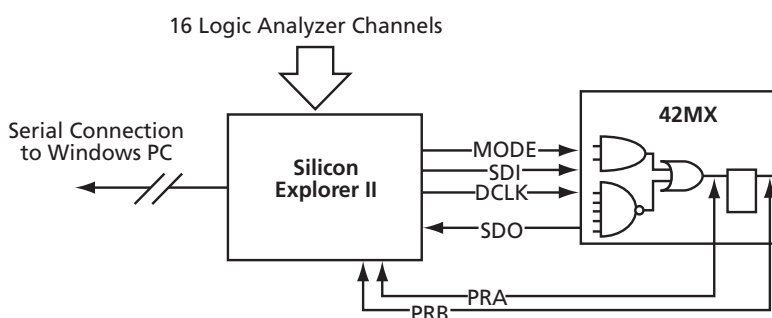 16 Logic Analyzer Channels
Serial Connection
to Windows PC
Silicon
Explorer II
MODE
SDI
DCLK
SDO
42MX
PRA
PRB